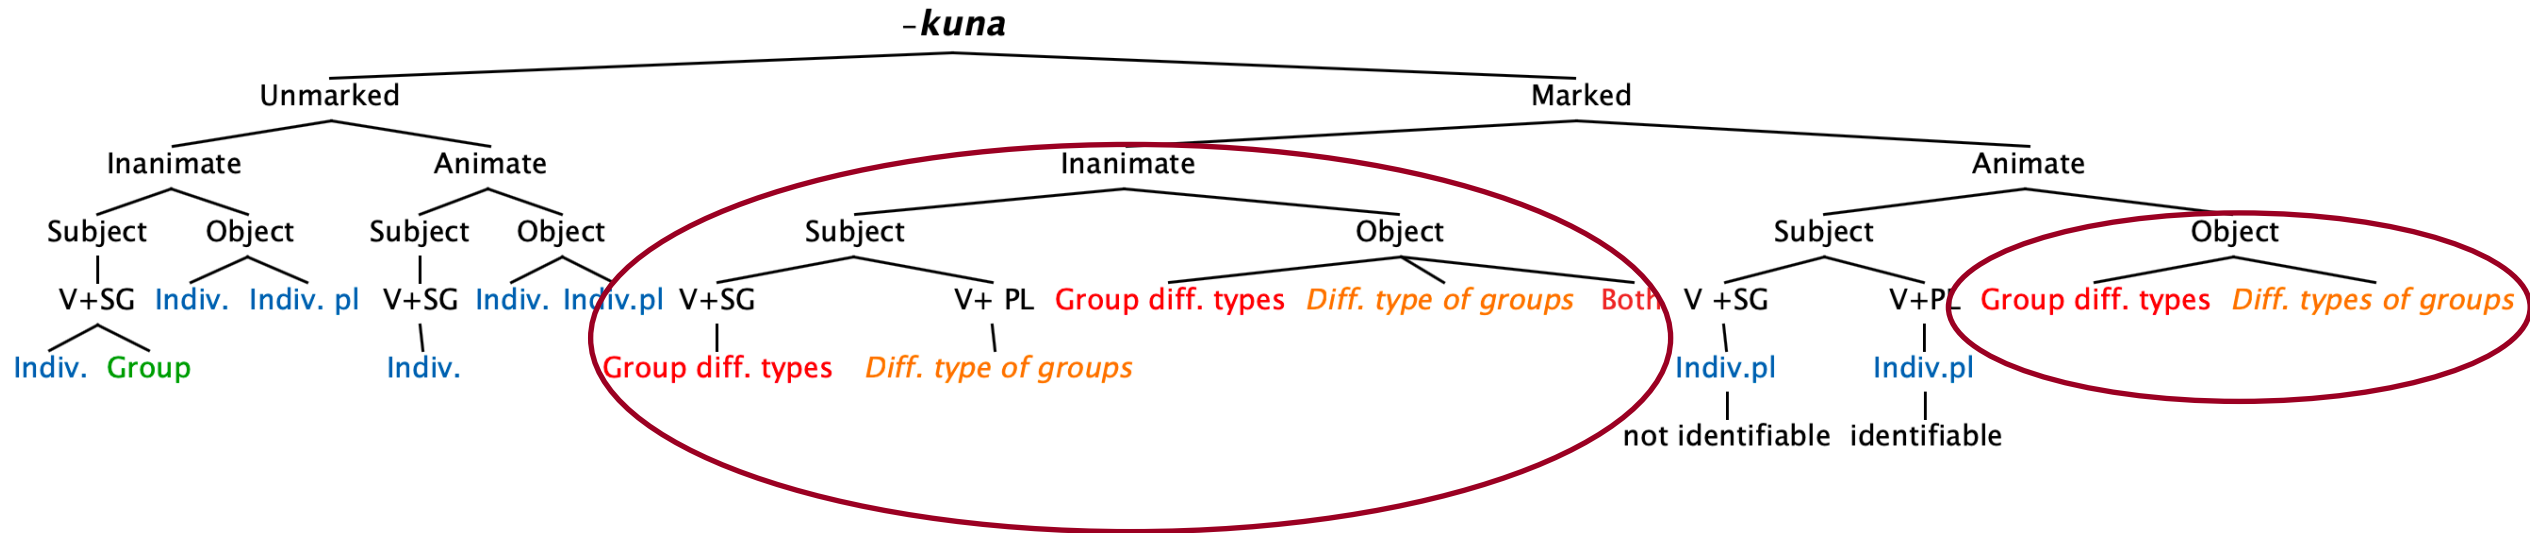 -kuna
Unmarked Marked
Inanimate Animate Inanimate Animate
Subject Object Subject Object Subject Object Subject Object
V+SG Indiv. Indiv. pl V+SG Indiv. Indiv.pl V+SG V+ PL Group diff. types Diff. type of groups Both V +SG V+PL Group diff. types Diff. types of groups
Indiv. Group Indiv. Group diff. types Diff. type of groups Indiv.pl Indiv.pl
not identifiable identifiable